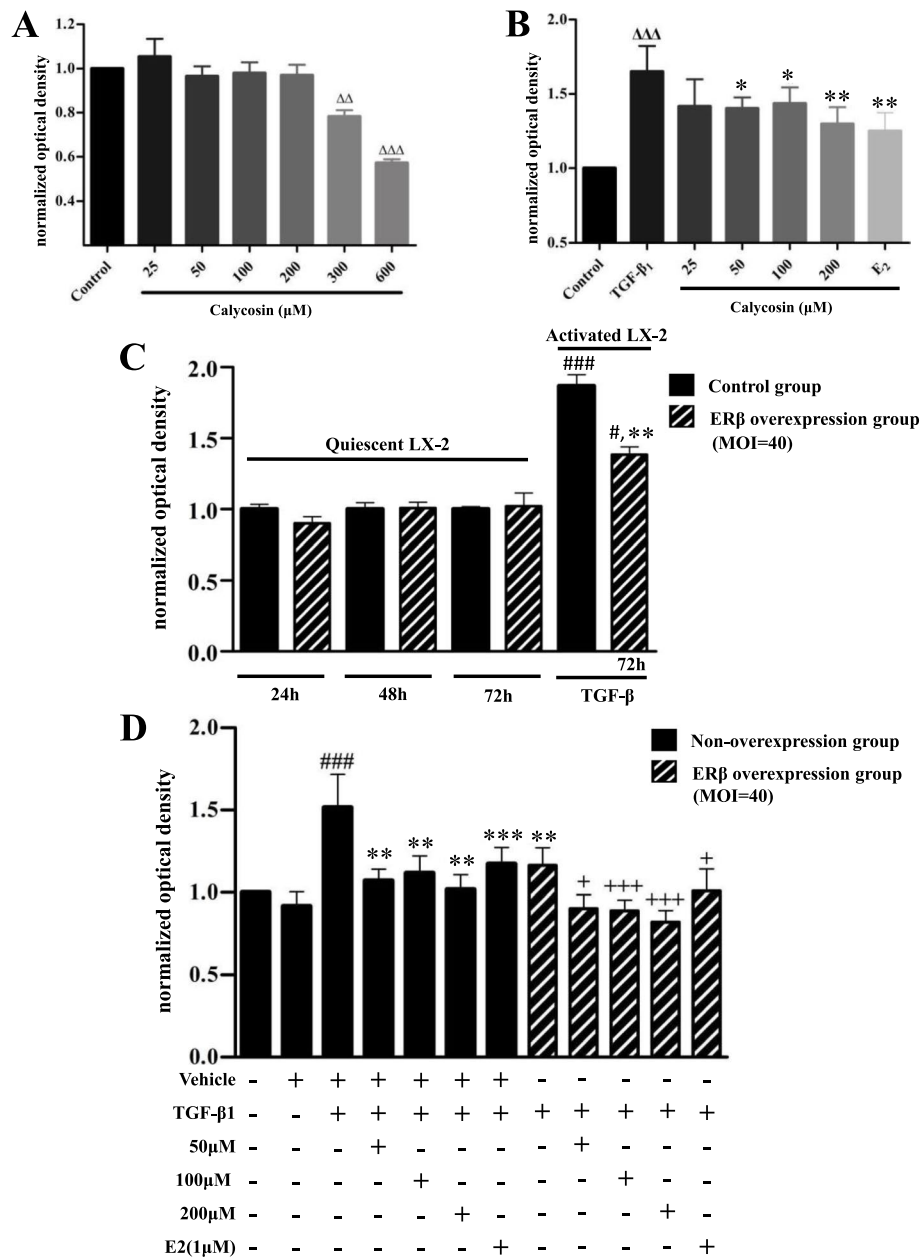 A
normalized optical density
1.2
1.0
0.8
0.6
0.4
ΔΔ
ΔΔΔ
Control
25
50
100
200
300
600
Calycosin (μM)
B
normalized optical density
2.0
1.5
1.0
0.5
ΔΔΔ
*
*
**
**
Control
TGF-β₁
25
50
100
200
E₂
Calycosin (μM)
C
normalized optical density
2.0
1.5
1.0
0.5
0.0
Quiescent LX-2
Activated LX-2
###
#, **
72h
24h
48h
72h
TGF-β
Control group
ERβ overexpression group
(MOI=40)
D
normalized optical density
2.0
1.5
1.0
0.5
0.0
###
**
**
**
***
**
+
+++
+++
+
Non-overexpression group
ERβ overexpression group
(MOI=40)
Vehicle - + + + + + + - - - - -
TGF-β1 - - + + + + + + + + + +
50μM - - - + - - - - + - - -
100μM - - - - + - - - - + - -
200μM - - - - - + - - - - + -
E2(1μM) - - - - - - + - - - - +